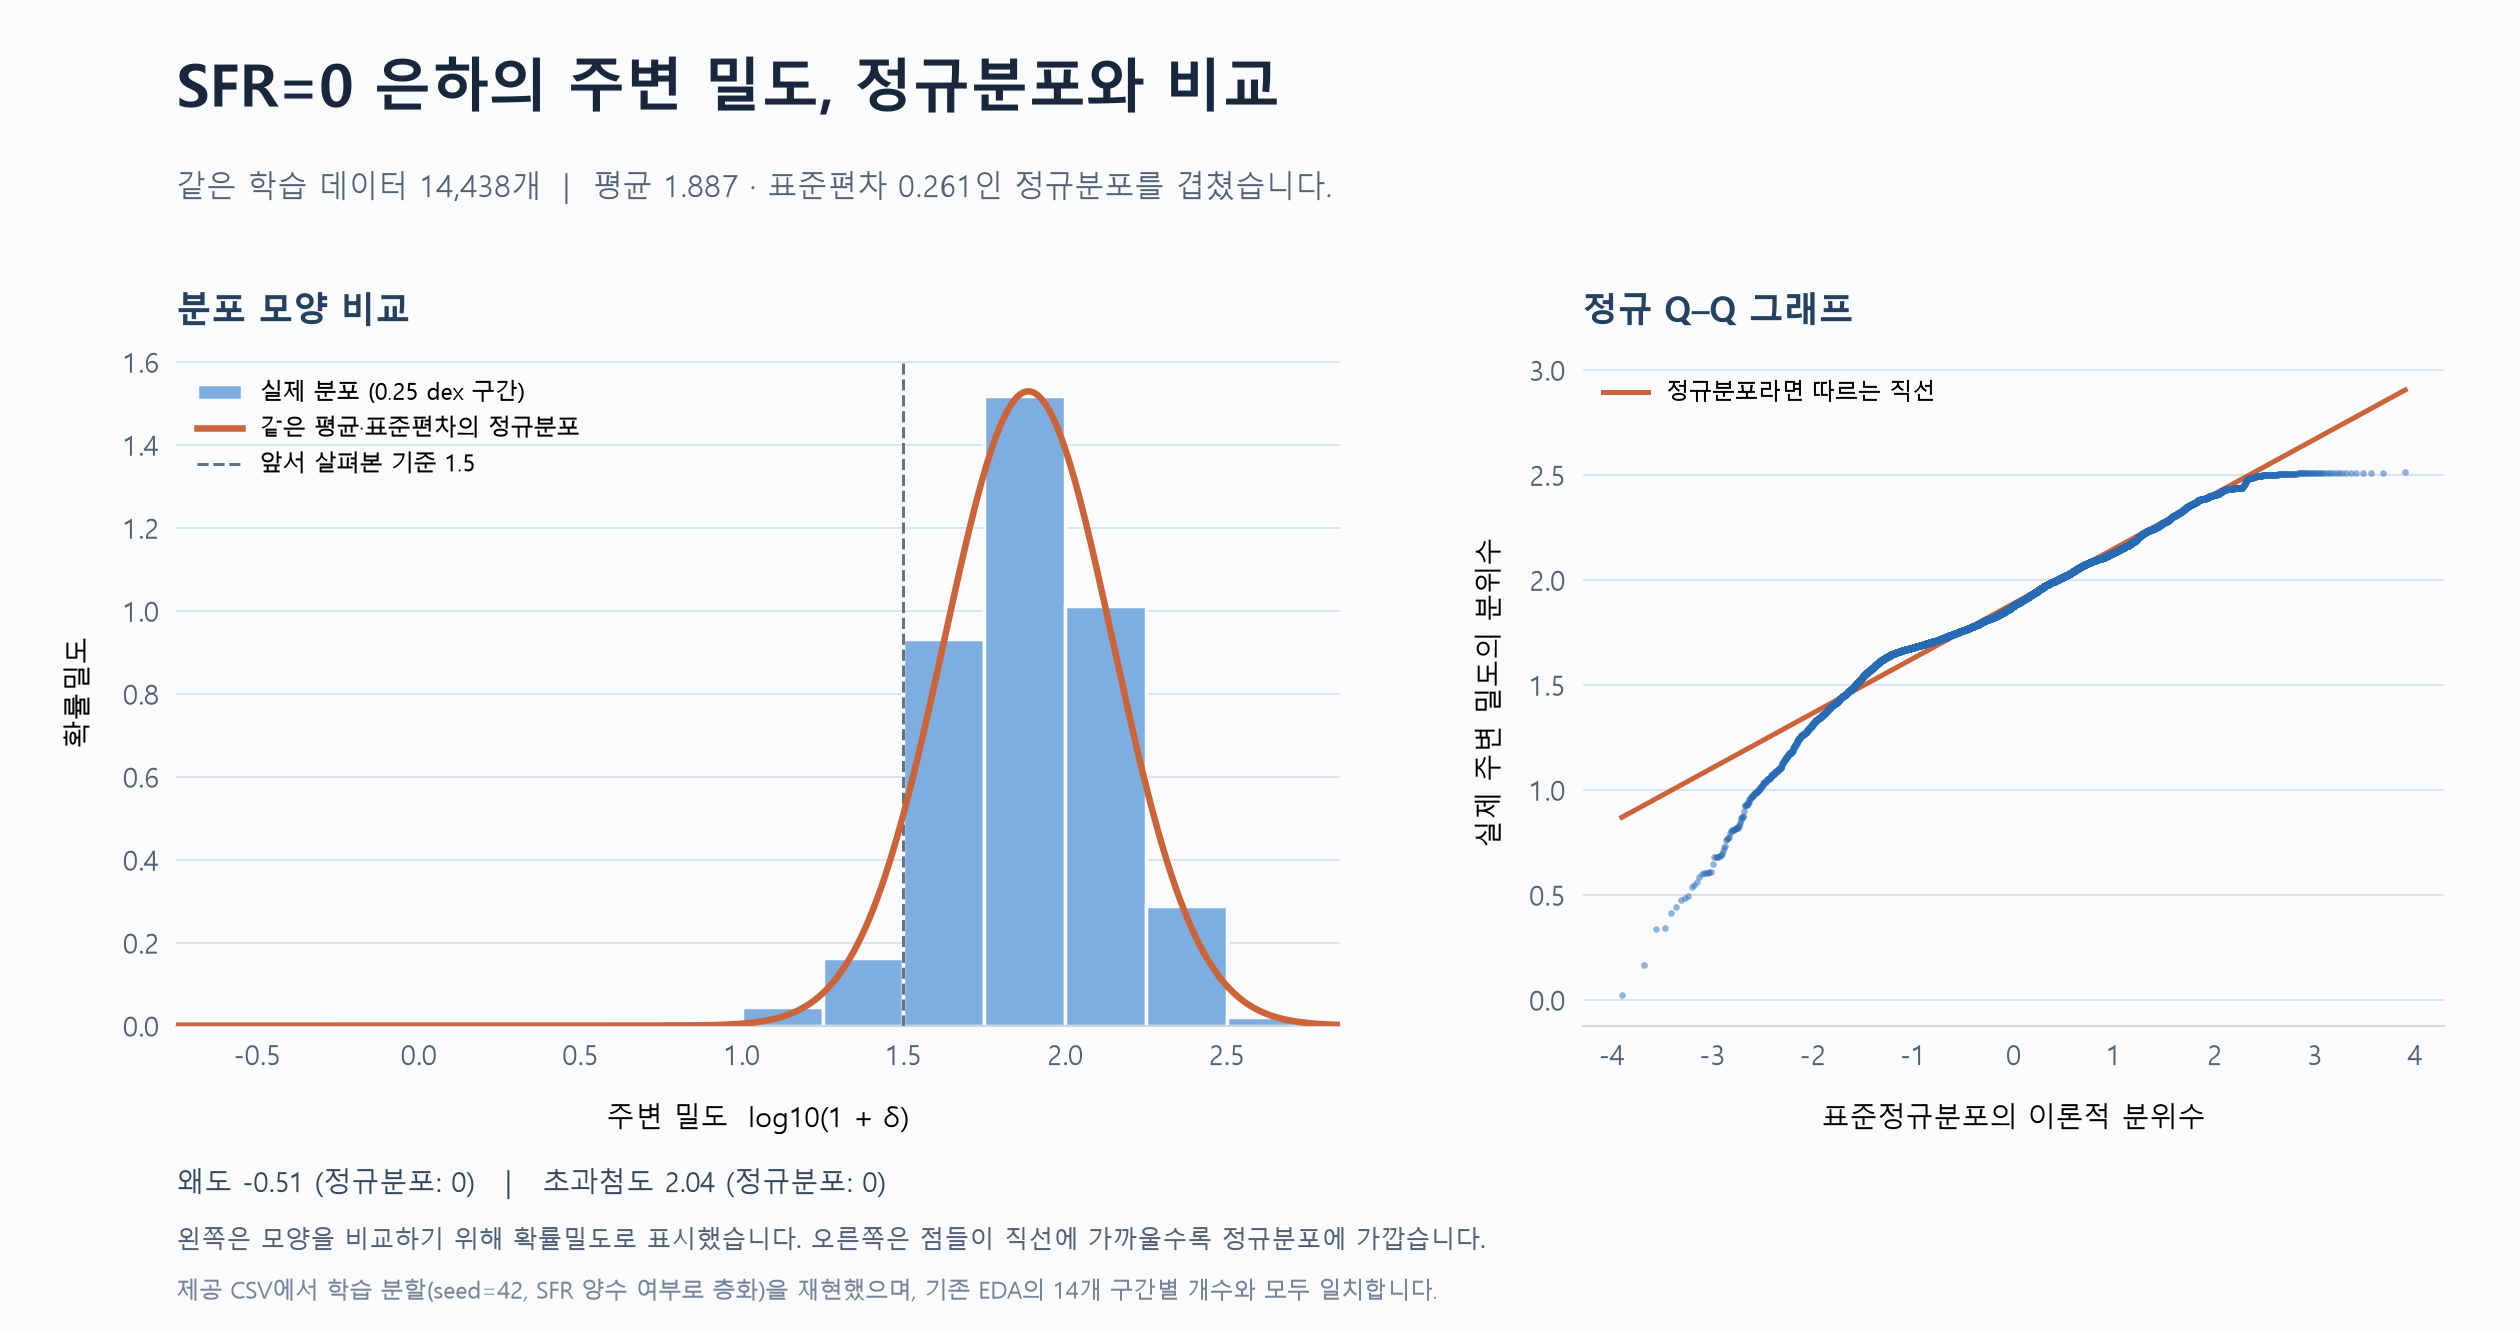 SFR=0 은하의 주변 밀도, 정규분포와 비교
같은 학습 데이터 14,438개 | 평균 1.887 · 표준편차 0.261인 정규분포를 겹쳤습니다.
분포 모양 비교
실제 분포 (0.25 dex 구간)
같은 평균·표준편차의 정규분포
앞서 살펴본 기준 1.5
확률밀도
1.6
1.4
1.2
1.0
0.8
0.6
0.4
0.2
0.0
-0.5 0.0 0.5 1.0 1.5 2.0 2.5
주변 밀도 log10(1 + δ)
정규 Q–Q 그래프
정규분포라면 따르는 직선
실제 주변 밀도의 분위수
3.0
2.5
2.0
1.5
1.0
0.5
0.0
-4 -3 -2 -1 0 1 2 3 4
표준정규분포의 이론적 분위수
왜도 -0.51 (정규분포: 0) | 초과첨도 2.04 (정규분포: 0)
왼쪽은 모양을 비교하기 위해 확률밀도로 표시했습니다. 오른쪽은 점들이 직선에 가까울수록 정규분포에 가깝습니다.
제공 CSV에서 학습 분할(seed=42, SFR 양수 여부로 층화)을 재현했으며, 기존 EDA의 14개 구간별 개수와 모두 일치합니다.